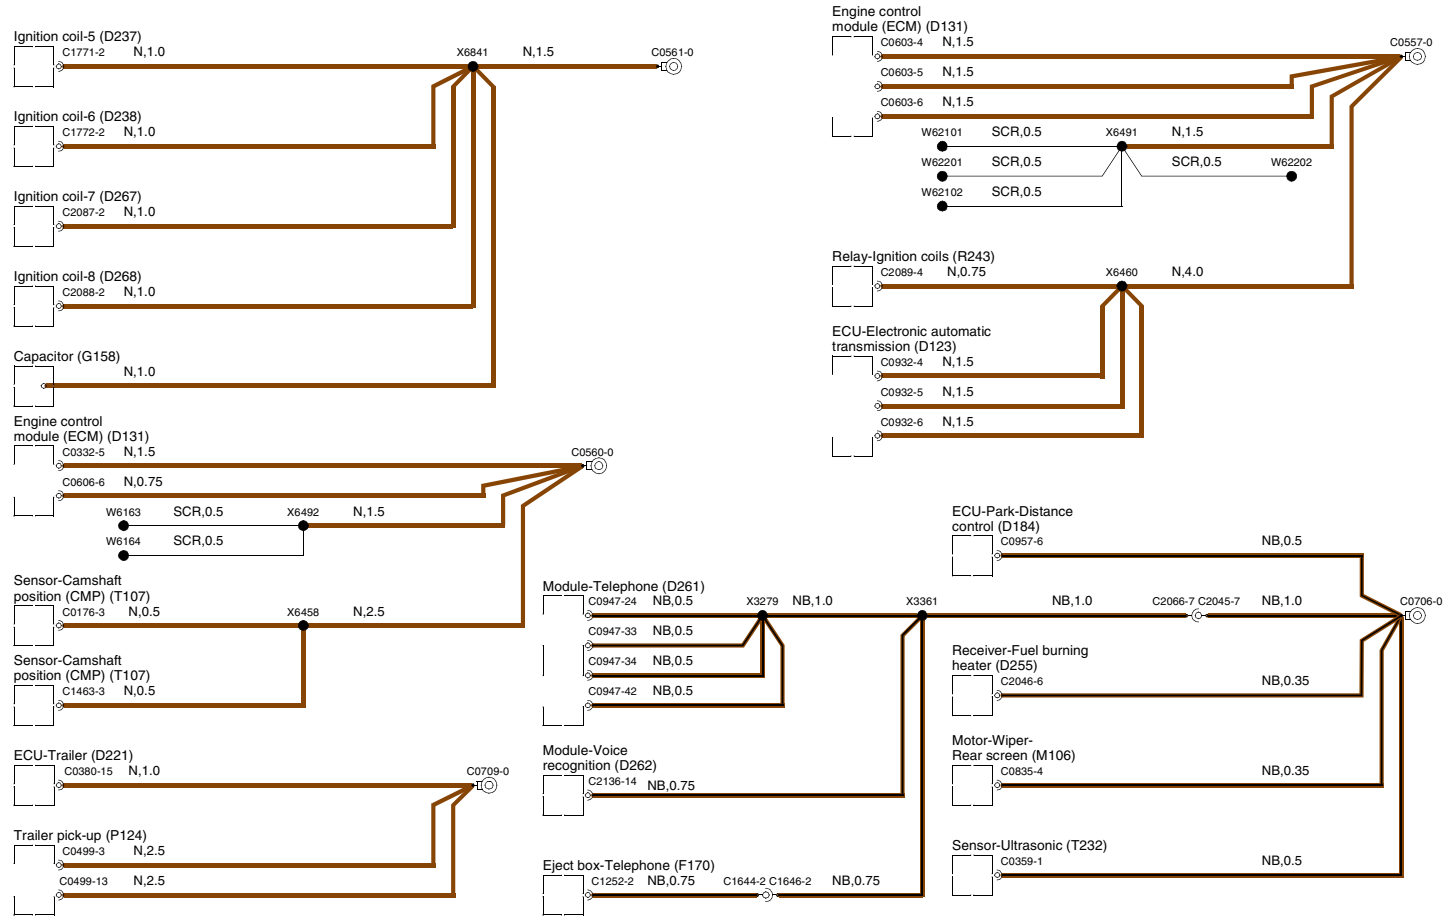 Ignition coil-5 (D237)
C1771-2 N,1.0 X6841 N,1.5 C0561-0
Ignition coil-6 (D238)
C1772-2 N,1.0
Ignition coil-7 (D267)
C2087-2 N,1.0
Ignition coil-8 (D268)
C2088-2 N,1.0
Capacitor (G158)
N,1.0
Engine control
module (ECM) (D131)
C0332-5 N,1.5 C0560-0
C0606-6 N,0.75
W6163 SCR,0.5 X6492 N,1.5
W6164 SCR,0.5
Sensor-Camshaft
position (CMP) (T107)
C0176-3 N,0.5 X6458 N,2.5
Sensor-Camshaft
position (CMP) (T107)
C1463-3 N,0.5
ECU-Trailer (D221)
C0380-15 N,1.0 C0709-0
Trailer pick-up (P124)
C0499-3 N,2.5
C0499-13 N,2.5
Engine control
module (ECM) (D131)
C0603-4 N,1.5 C0557-0
C0603-5 N,1.5
C0603-6 N,1.5
W62101 SCR,0.5 X6491 N,1.5
W62201 SCR,0.5 SCR,0.5 W62202
W62102 SCR,0.5
Relay-Ignition coils (R243)
C2089-4 N,0.75 X6460 N,4.0
ECU-Electronic automatic
transmission (D123)
C0932-4 N,1.5
C0932-5 N,1.5
C0932-6 N,1.5
Module-Telephone (D261)
C0947-24 NB,0.5 X3279 NB,1.0 X3361 NB,1.0 C2066-7 C2045-7 NB,1.0 C0706-0
C0947-33 NB,0.5
C0947-34 NB,0.5
C0947-42 NB,0.5
Module-Voice
recognition (D262)
C2136-14 NB,0.75
Eject box-Telephone (F170)
C1252-2 NB,0.75 C1644-2 C1646-2 NB,0.75
ECU-Park-Distance
control (D184)
C0957-6 NB,0.5
Receiver-Fuel burning
heater (D255)
C2046-6 NB,0.35
Motor-Wiper-
Rear screen (M106)
C0835-4 NB,0.35
Sensor-Ultrasonic (T232)
C0359-1 NB,0.5